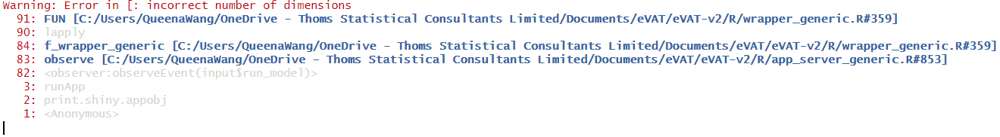 Warning: Error in [: incorrect number of dimensions
91: FUN [C:/Users/QueenaWang/OneDrive - Thoms Statistical Consultants Limited/Documents/eVAT/eVAT-v2/R/wrapper_generic.R#359]
90: lapply
84: f_wrapper_generic [C:/Users/QueenaWang/OneDrive - Thoms Statistical Consultants Limited/Documents/eVAT/eVAT-v2/R/wrapper_generic.R#359]
83: observe [C:/Users/QueenaWang/OneDrive - Thoms Statistical Consultants Limited/Documents/eVAT/eVAT-v2/R/app_server_generic.R#853]
82: <observer:observeEvent(input$run_model)>
3: runApp
2: print.shiny.appobj
1: <Anonymous>